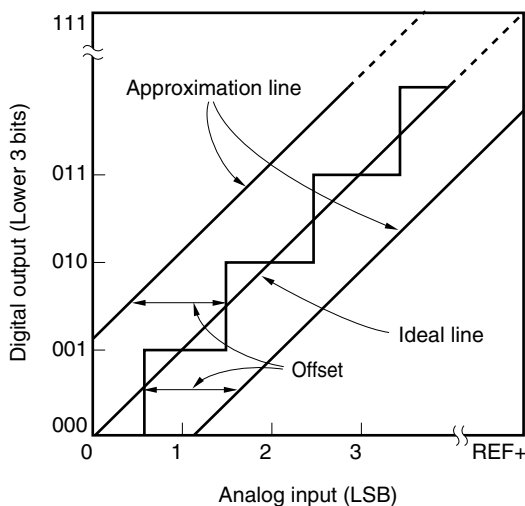 111
Approximation line
011
010
Ideal line
001
Offset
000
0
1
2
3
REF+
Digital output (Lower 3 bits)
Analog input (LSB)